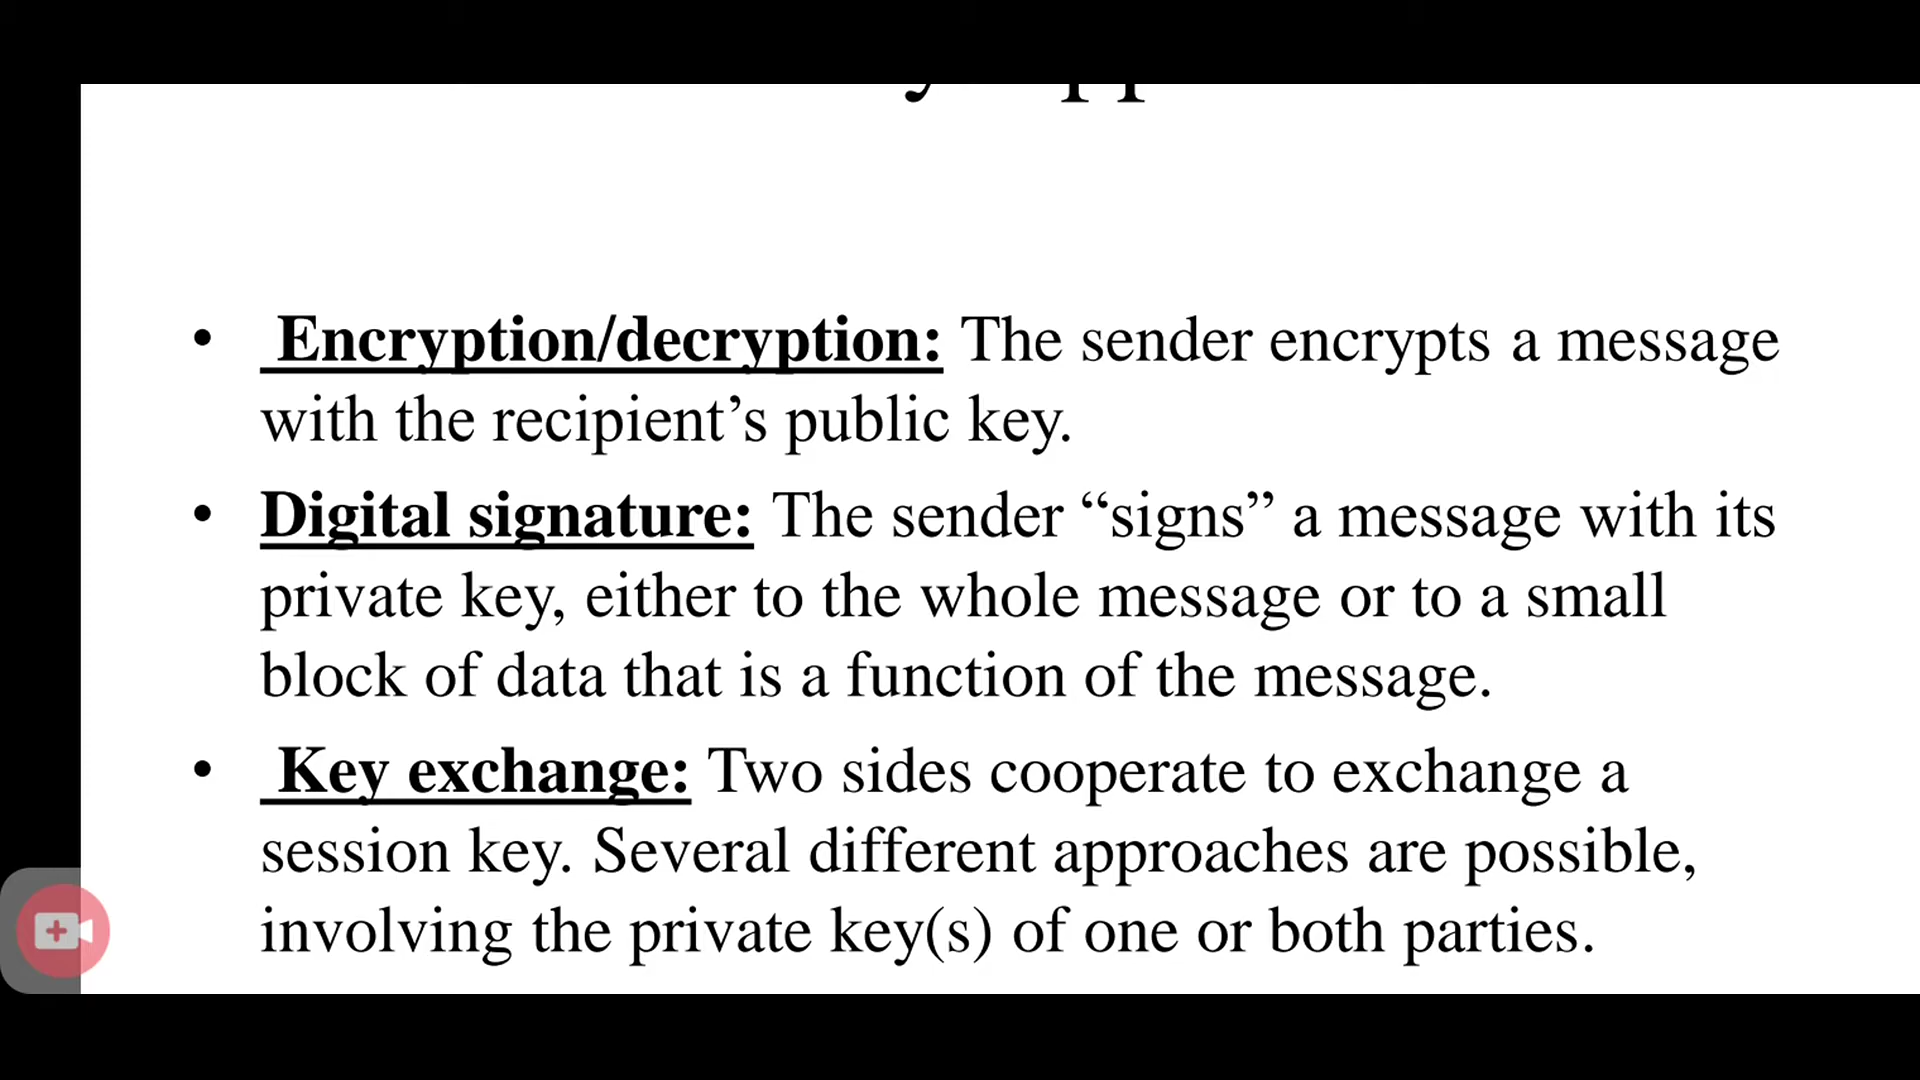 • Encryption/decryption: The sender encrypts a message
with the recipient’s public key.
• Digital signature: The sender “signs” a message with its
private key, either to the whole message or to a small
block of data that is a function of the message.
• Key exchange: Two sides cooperate to exchange a
session key. Several different approaches are possible,
involving the private key(s) of one or both parties.